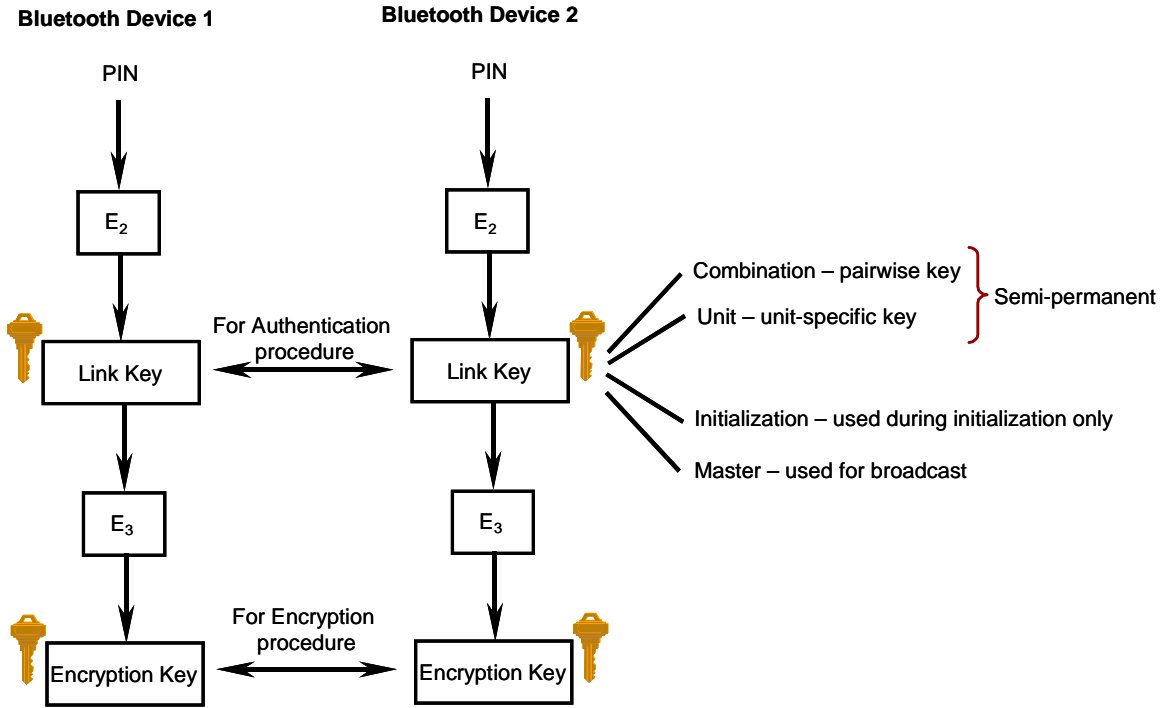 Bluetooth Device 1
Bluetooth Device 2
PIN
PIN
E₂
E₂
Combination – pairwise key
Semi-permanent
Unit – unit-specific key
For Authentication
procedure
Link Key
Link Key
Initialization – used during initialization only
Master – used for broadcast
E₃
E₃
For Encryption
procedure
Encryption Key
Encryption Key